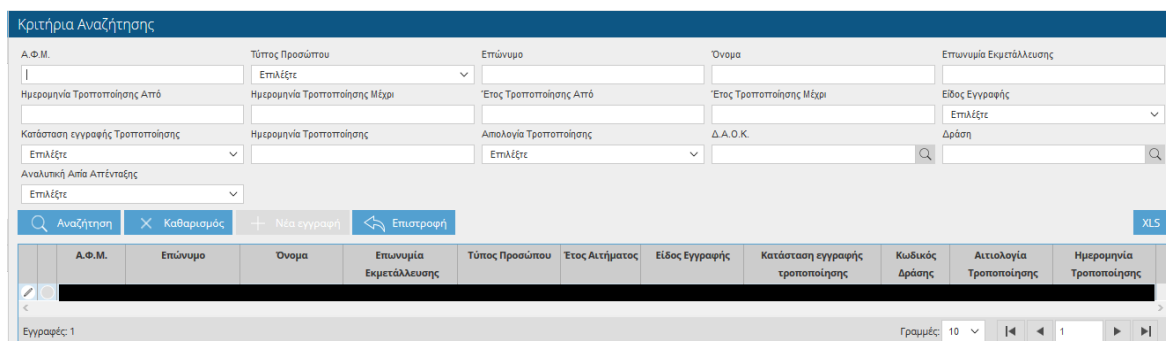 Κριτήρια Αναζήτησης
Α.Φ.Μ. Τύπος Προσώπου Επώνυμο Όνομα Επωνυμία Εκμετάλλευσης
Επιλέξτε
Ημερομηνία Τροποποίησης Από Ημερομηνία Τροποποίησης Μέχρι Έτος Τροποποίησης Από Έτος Τροποποίησης Μέχρι Είδος Εγγραφής
Επιλέξτε
Κατάσταση εγγραφής Τροποποίησης Ημερομηνία Τροποποίησης Αιτιολογία Τροποποίησης Δ.Α.Ο.Κ. Δράση
Επιλέξτε Επιλέξτε
Αναλυτική Αιτία Απένταξης
Επιλέξτε
Αναζήτηση Καθαρισμός Νέα εγγραφή Επιστροφή XLS
Α.Φ.Μ. Επώνυμο Όνομα Επωνυμία Τύπος Προσώπου Έτος Αιτήματος Είδος Εγγραφής Κατάσταση εγγραφής Κωδικός Αιτιολογία Ημερομηνία
Εκμετάλλευσης τροποποίησης Δράσης Τροποποίησης Τροποποίησης
Εγγραφές: 1 Γραμμές: 10 1